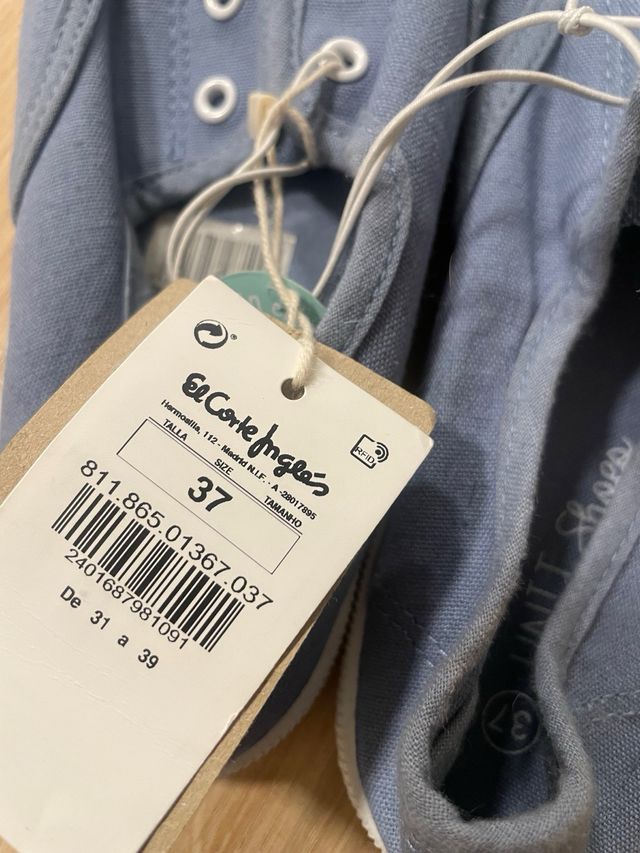 El Corte Inglés
Hermosilla, 112 - Madrid N.I.F. - A -28017895
RFID
TALLA
SIZE
TAMANHO
37
811.865.01367.037
2401687981091
De 31 a 39
UNIT Shoes
37